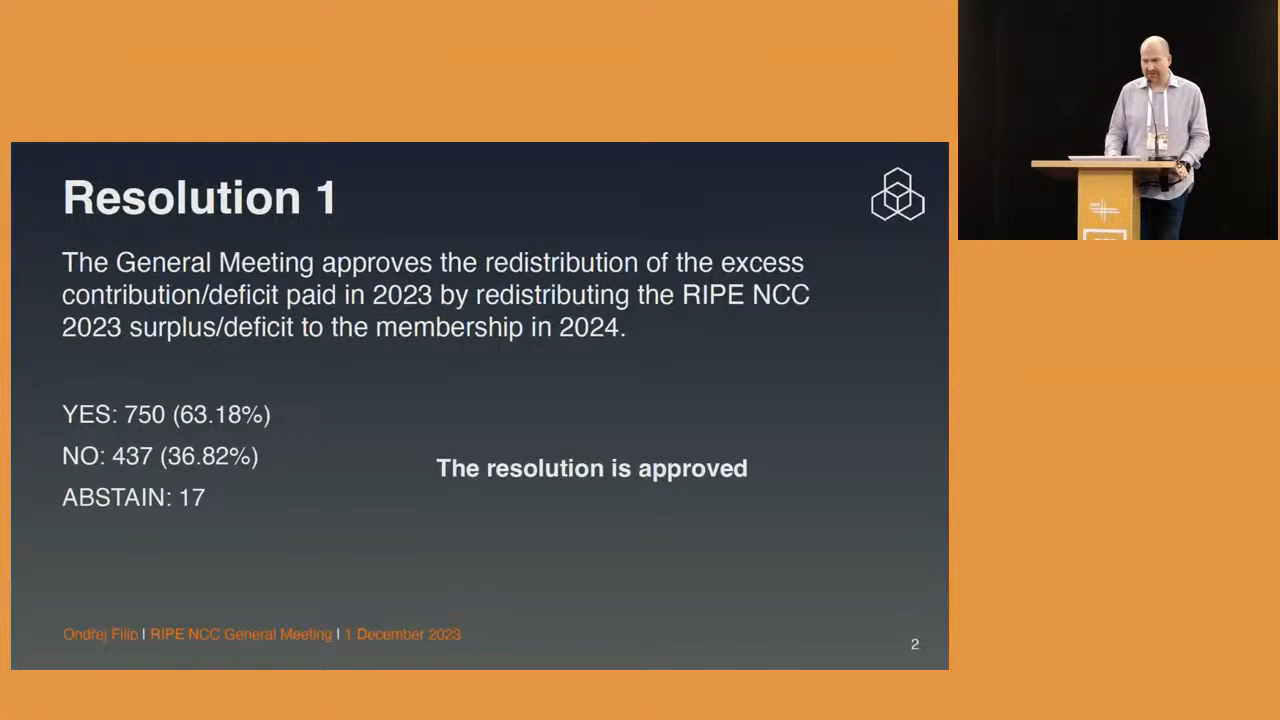 Resolution 1
The General Meeting approves the redistribution of the excess
contribution/deficit paid in 2023 by redistributing the RIPE NCC
2023 surplus/deficit to the membership in 2024.
YES: 750 (63.18%)
NO: 437 (36.82%)
ABSTAIN: 17
The resolution is approved
Ondřej Filip | RIPE NCC General Meeting | 1 December 2023
2